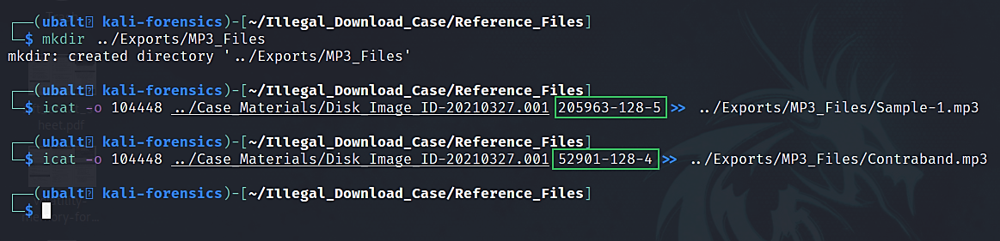 ┌──(ubalt㉿kali-forensics)-[~/Illegal_Download_Case/Reference_Files]
└─$ mkdir ../Exports/MP3_Files
mkdir: created directory '../Exports/MP3_Files'
┌──(ubalt㉿kali-forensics)-[~/Illegal_Download_Case/Reference_Files]
└─$ icat -o 104448 ../Case_Materials/Disk_Image_ID-20210327.001 205963-128-5 >> ../Exports/MP3_Files/Sample-1.mp3
heet.pdf
┌──(ubalt㉿kali-forensics)-[~/Illegal_Download_Case/Reference_Files]
└─$ icat -o 104448 ../Case_Materials/Disk_Image_ID-20210327.001 52901-128-4 >> ../Exports/MP3_Files/Contraband.mp3
┌──(ubalt㉿kali-forensics)-[~/Illegal_Download_Case/Reference_Files]
└─$